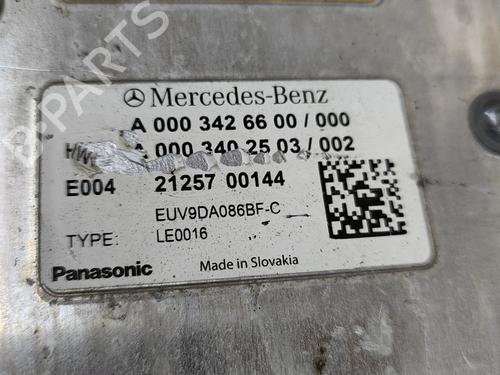 B-PARTS
Mercedes-Benz
A 000 342 66 00 / 000
A 000 340 25 03 / 002
E004 21257 00144
EUV9DA086BF-C
TYPE: LE0016
Panasonic Made in Slovakia